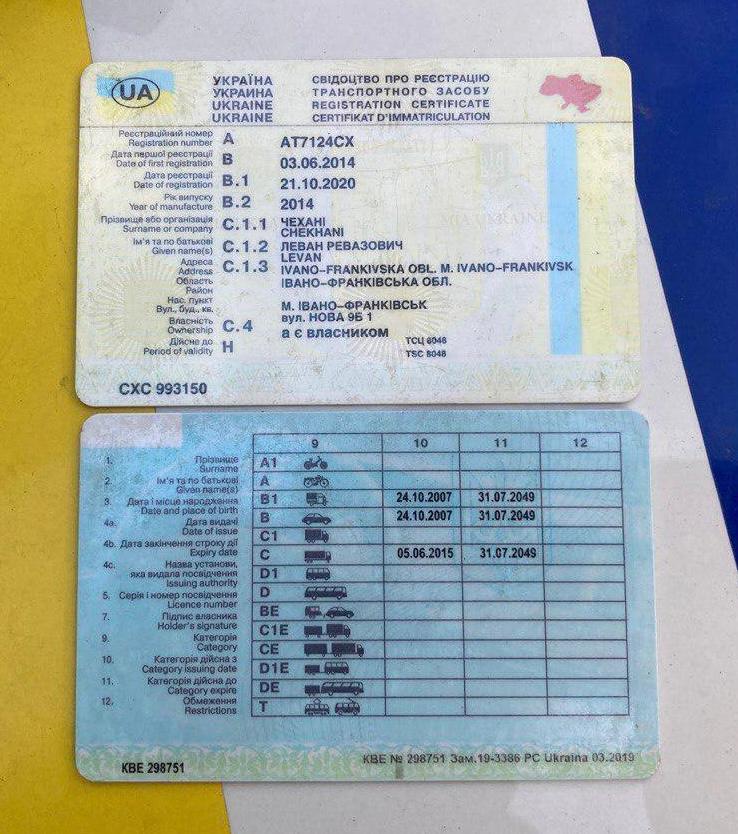 UA
УКРАЇНА
УКРАИНА
UKRAINE
UKRAINE
СВІДОЦТВО ПРО РЕЄСТРАЦІЮ
ТРАНСПОРТНОГО ЗАСОБУ
REGISTRATION CERTIFICATE
CERTIFIKAT D'IMMATRICULATION
Реєстраційний номер
Registration number A АТ7124СХ
Дата першої реєстрації
Date of first registration B 03.06.2014
Дата реєстрації
Date of registration B.1 21.10.2020
Рік випуску
Year of manufacture B.2 2014
Прізвище або організація
Surname or company C.1.1 ЧЕХАНІ
CHEKHANI
Ім'я та по батькові
Given name(s) C.1.2 ЛЕВАН РЕВАЗОВИЧ
LEVAN
Адреса
Address C.1.3 IVANO-FRANKIVSKA OBL. M. IVANO-FRANKIVSK
Область ІВАНО-ФРАНКІВСЬКА ОБЛ.
Район
Нас. пункт М. ІВАНО-ФРАНКІВСЬК
Вул., буд., кв. вул. НОВА 9Б 1
Власність
Ownership C.4 а є власником
Дійсне до
Period of validity H
ТСЦ 8048
TSC 8048
MIA UKRAINE
СХС 993150
9 10 11 12
1. Прізвище
Surname
2. Ім'я та по батькові
Given name(s)
3. Дата і місце народження
Date and place of birth
4a. Дата видачі
Date of issue
4b. Дата закінчення строку дії
Expiry date
4c. Назва установи,
яка видала посвідчення
Issuing authority
5. Серія і номер посвідчення
Licence number
7. Підпис власника
Holder's signature
9. Категорія
Category
10. Категорія дійсна з
Category issuing date
11. Категорія дійсна до
Category expire
12. Обмеження
Restrictions
A1
A
B1 24.10.2007 31.07.2049
B 24.10.2007 31.07.2049
C1
C 05.06.2015 31.07.2049
D1
D
BE
C1E
CE
D1E
DE
T
КВЕ 298751
КВЕ № 298751 Зам.19-3386 PC Ukraina 03.2019